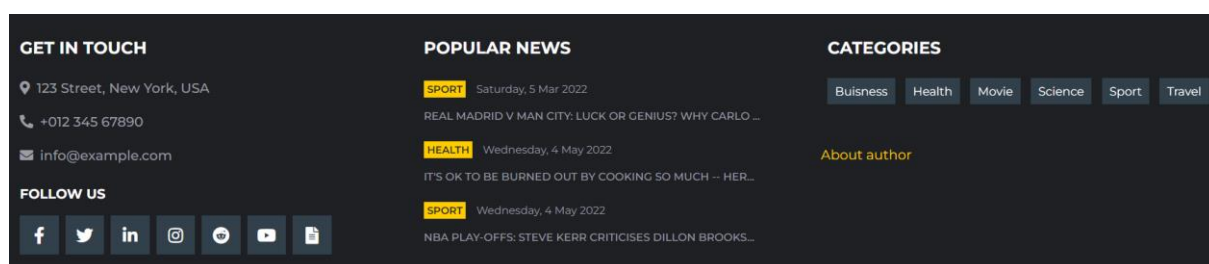 GET IN TOUCH
123 Street, New York, USA
+012 345 67890
info@example.com
FOLLOW US
POPULAR NEWS
SPORT Saturday, 5 Mar 2022
REAL MADRID V MAN CITY: LUCK OR GENIUS? WHY CARLO ...
HEALTH Wednesday, 4 May 2022
IT'S OK TO BE BURNED OUT BY COOKING SO MUCH -- HER...
SPORT Wednesday, 4 May 2022
NBA PLAY-OFFS: STEVE KERR CRITICISES DILLON BROOKS...
CATEGORIES
Buisness Health Movie Science Sport Travel
About author